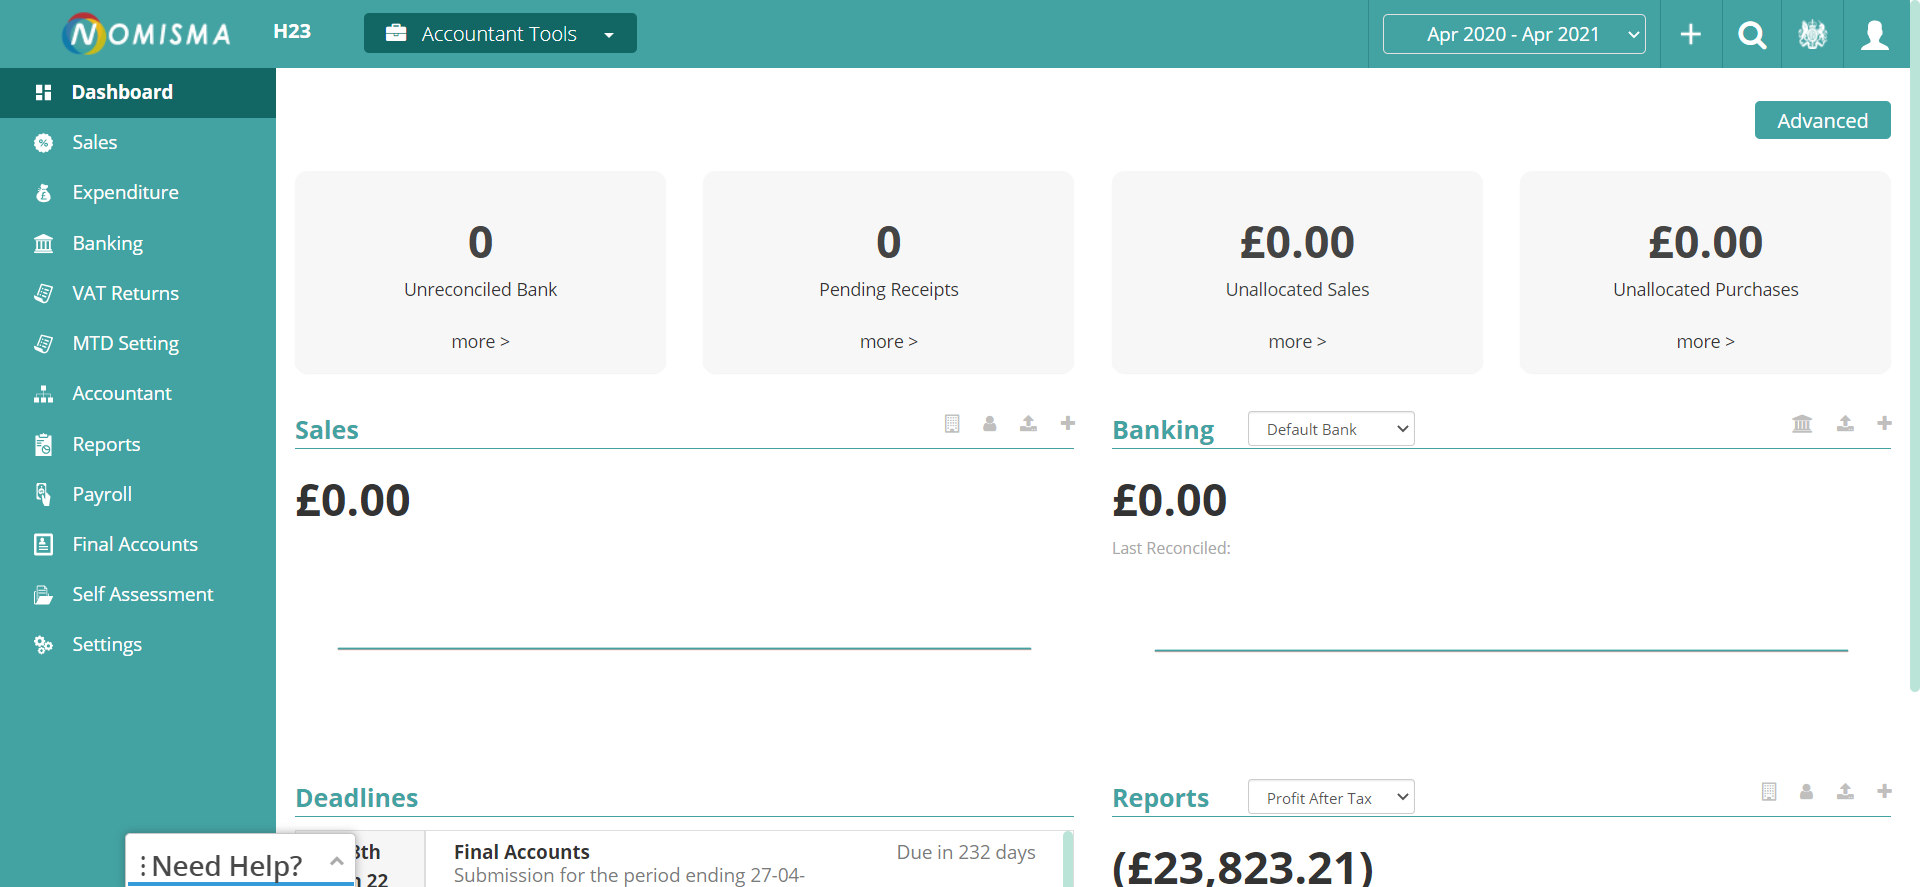 NOMISMA
H23
Accountant Tools
Apr 2020 - Apr 2021
Dashboard
Sales
Expenditure
Banking
VAT Returns
MTD Setting
Accountant
Reports
Payroll
Final Accounts
Self Assessment
Settings
Advanced
0
Unreconciled Bank
more >
0
Pending Receipts
more >
£0.00
Unallocated Sales
more >
£0.00
Unallocated Purchases
more >
Sales
£0.00
Banking
Default Bank
£0.00
Last Reconciled:
Deadlines
8th
22
Final Accounts
Due in 232 days
Submission for the period ending 27-04-
Reports
Profit After Tax
(£23,823.21)
Need Help?